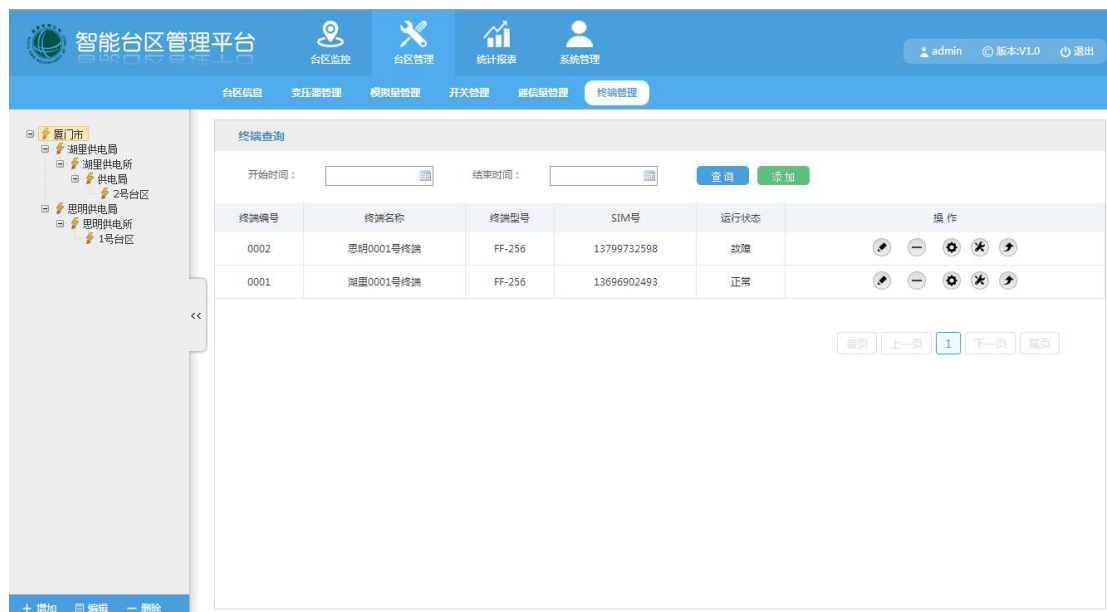 智能台区管理平台
台区监控 台区管理 统计报表 系统管理
admin ©版本:V1.0 退出
台区信息 变压器管理 模拟量管理 开关管理 遥信量管理 终端管理
厦门市
湖里供电局
湖里供电所
供电局
2号台区
思明供电局
思明供电所
1号台区
<<
终端查询
开始时间： 结束时间： 查询 添加
终端编号 终端名称 终端型号 SIM号 运行状态 操作
0002 思明0001号终端 FF-256 13799732598 故障
0001 湖里0001号终端 FF-256 13696902493 正常
首页 上一页 1 下一页 尾页
+ 增加 编辑 — 删除